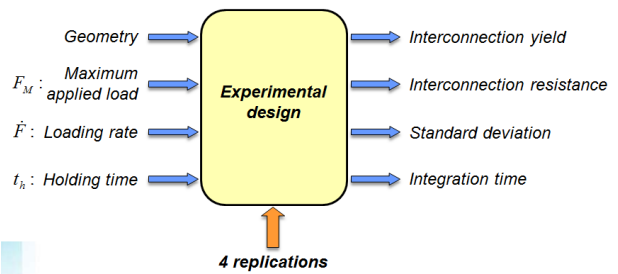 Geometry
F_M : Maximum
applied load
Ḟ : Loading rate
t_h : Holding time
Experimental
design
Interconnection yield
Interconnection resistance
Standard deviation
Integration time
4 replications